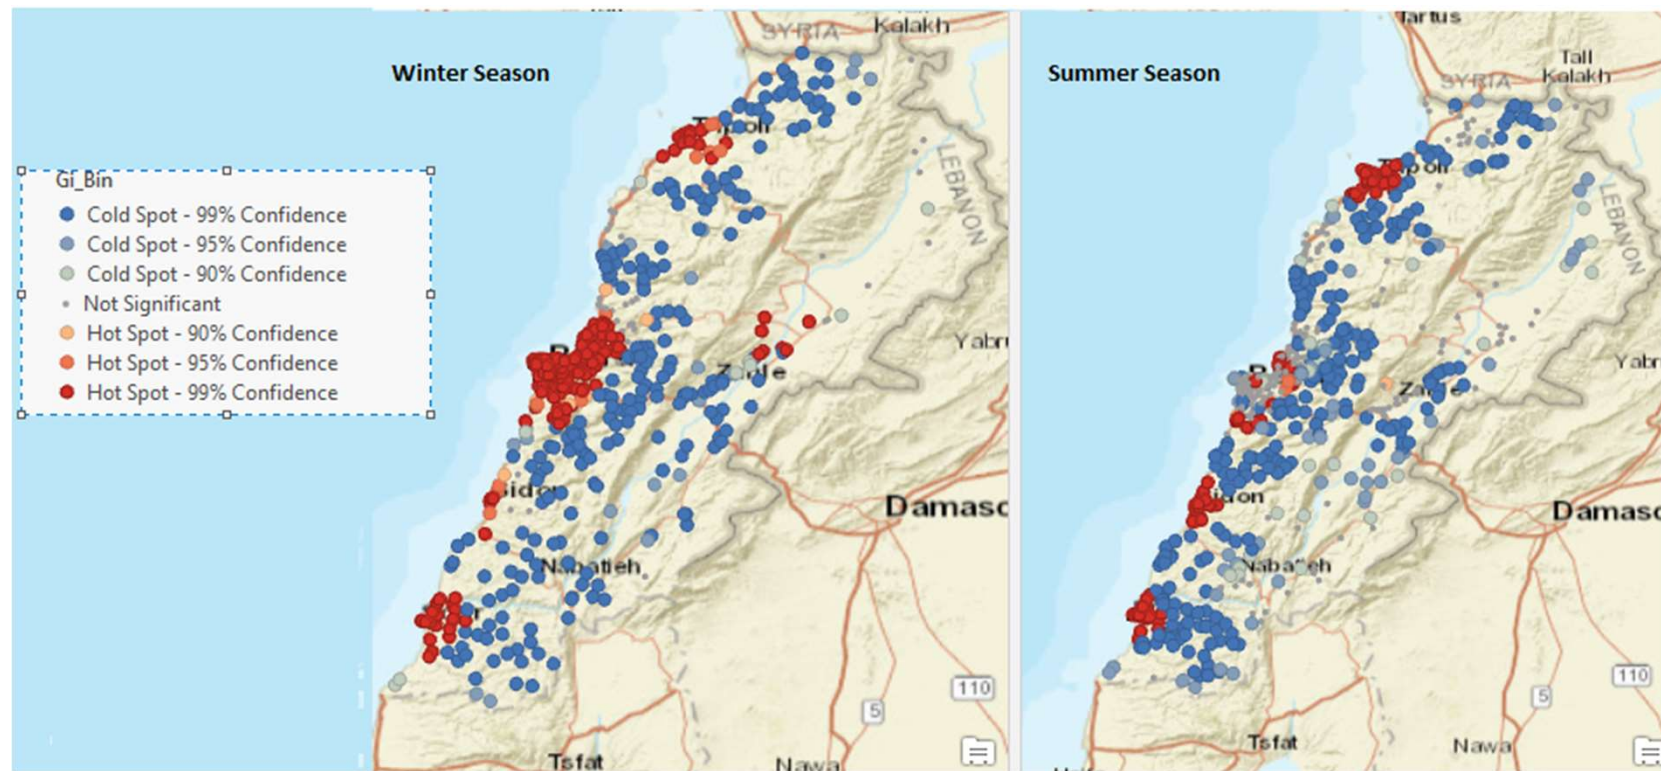 Winter Season
Gi_Bin
Cold Spot - 99% Confidence
Cold Spot - 95% Confidence
Cold Spot - 90% Confidence
Not Significant
Hot Spot - 90% Confidence
Hot Spot - 95% Confidence
Hot Spot - 99% Confidence
SYRIA
Kalakh
LEBANON
Yabru
Damasc
Nabatieh
110
5
Tsfat
Nawa
Summer Season
Tartus
Tall
Kalakh
SYRIA
LEBANON
Yabr
Damasc
110
5
Tsfat
Nawa